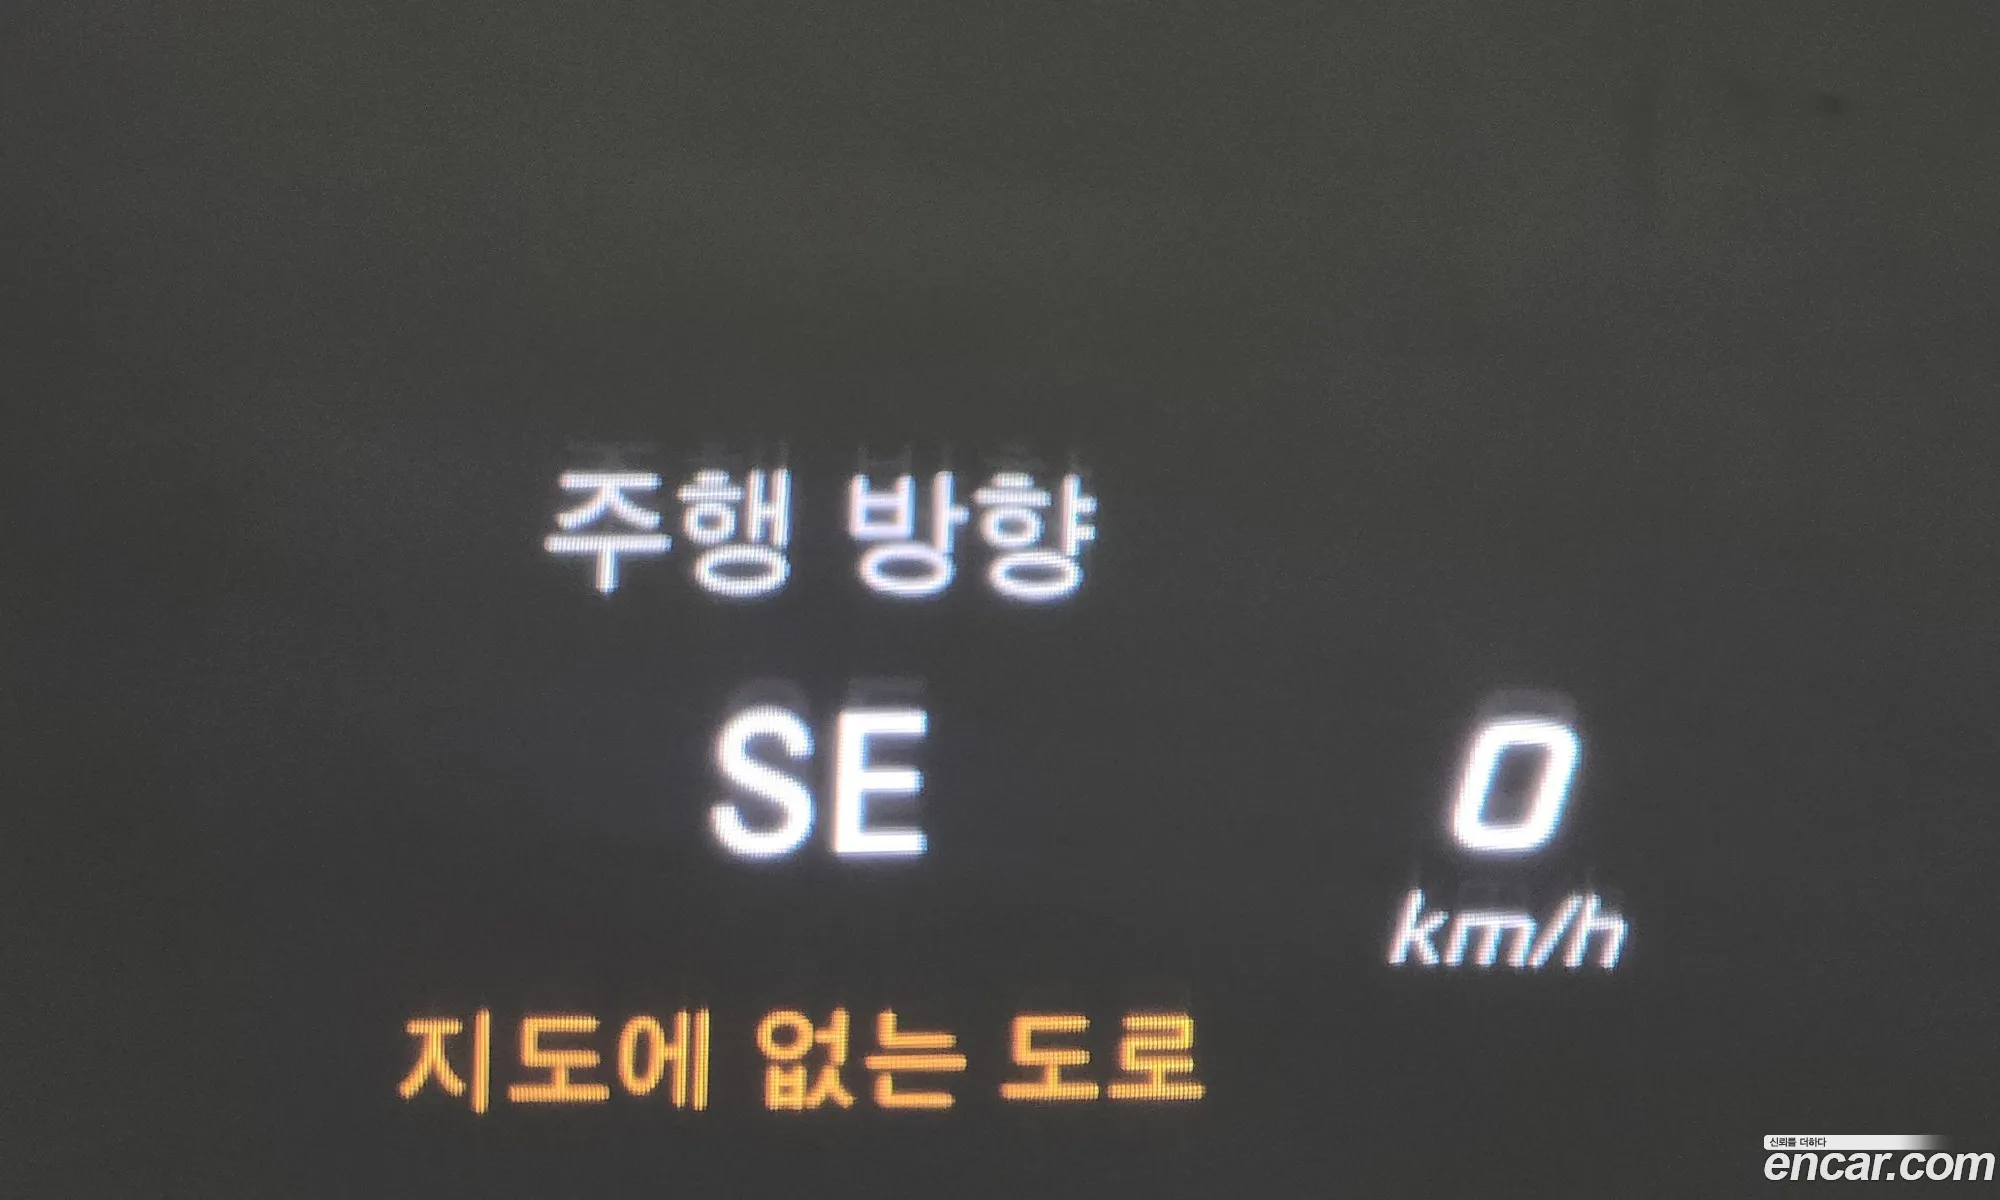 주행 방향
SE
0
km/h
지도에 없는 도로
신뢰를 더하다
encar.com